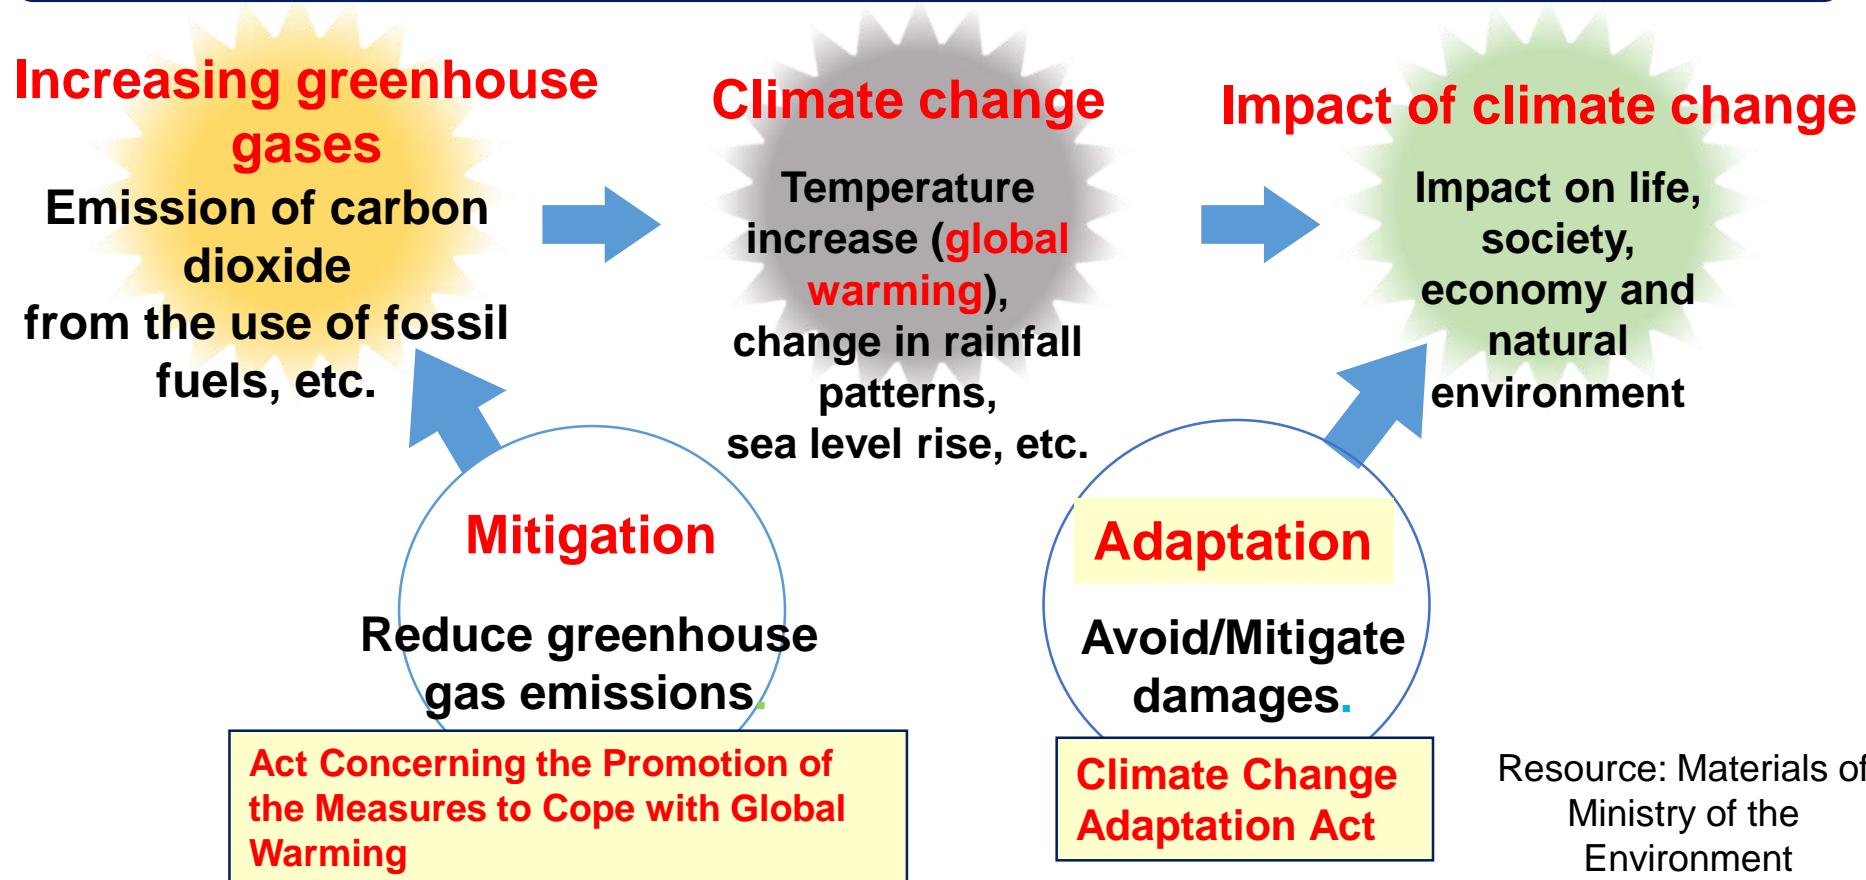 Increasing greenhouse
gases
Emission of carbon
dioxide
from the use of fossil
fuels, etc.
Climate change
Temperature
increase (global
warming),
change in rainfall
patterns,
sea level rise, etc.
Impact of climate change
Impact on life,
society,
economy and
natural
environment
Mitigation
Reduce greenhouse
gas emissions.
Act Concerning the Promotion of
the Measures to Cope with Global
Warming
Adaptation
Avoid/Mitigate
damages.
Climate Change
Adaptation Act
Resource: Materials of
Ministry of the
Environment